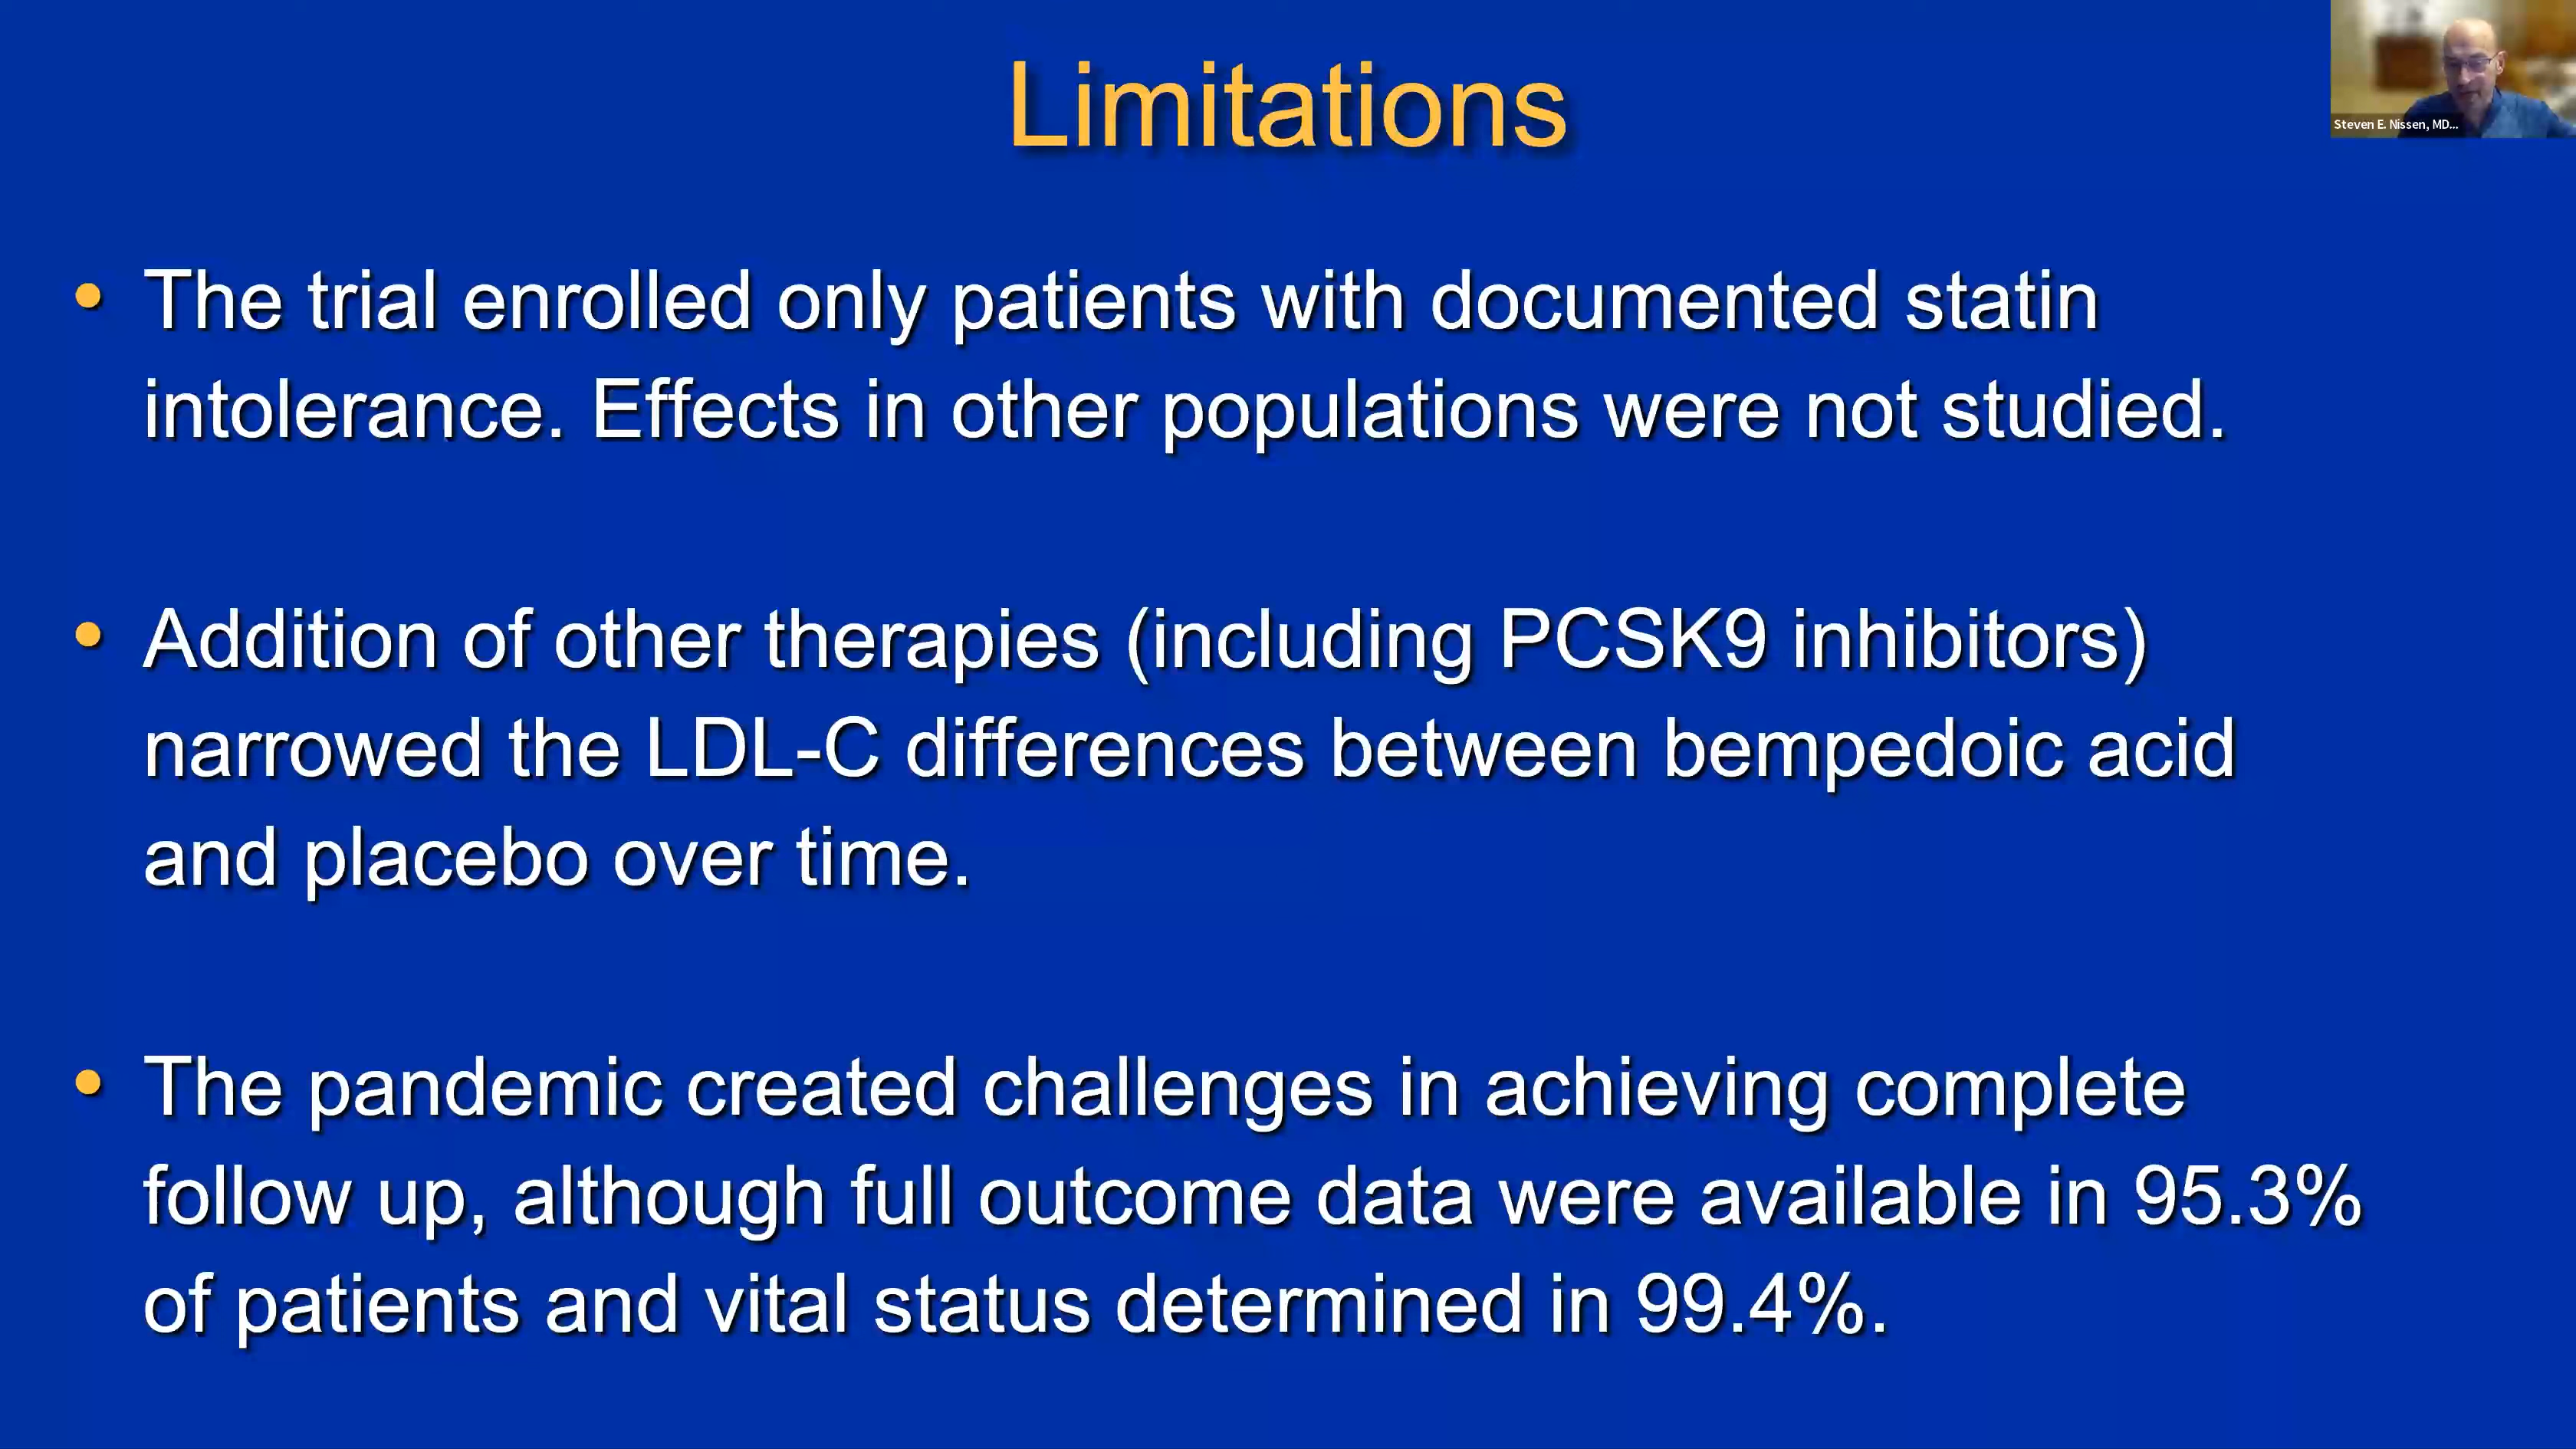 Limitations
Steven E. Nissen, MD...
• The trial enrolled only patients with documented statin
intolerance. Effects in other populations were not studied.
• Addition of other therapies (including PCSK9 inhibitors)
narrowed the LDL-C differences between bempedoic acid
and placebo over time.
• The pandemic created challenges in achieving complete
follow up, although full outcome data were available in 95.3%
of patients and vital status determined in 99.4%.